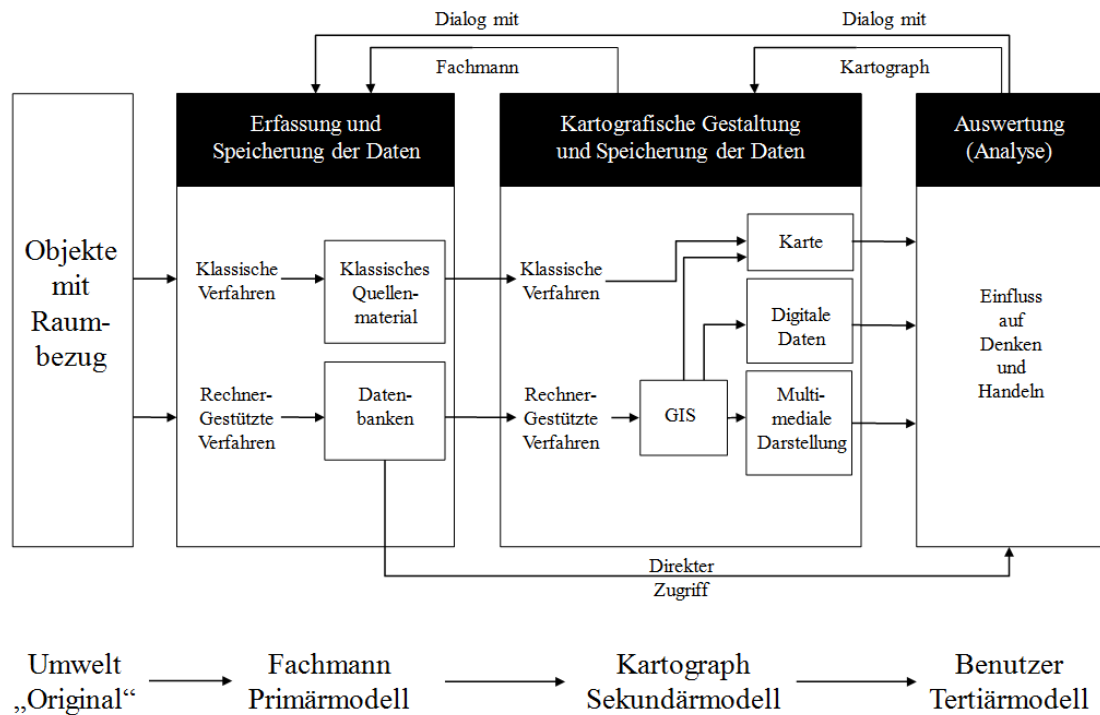 Dialog mit
Dialog mit
Fachmann
Kartograph
Erfassung und
Speicherung der Daten
Kartografische Gestaltung
und Speicherung der Daten
Auswertung
(Analyse)
Objekte
mit
Raum-
bezug
Klassische
Verfahren
Klassisches
Quellen-
material
Klassische
Verfahren
Karte
Digitale
Daten
Rechner-
Gestützte
Verfahren
Daten-
banken
Rechner-
Gestützte
Verfahren
GIS
Multi-
mediale
Darstellung
Einfluss
auf
Denken
und
Handeln
Direkter
Zugriff
Umwelt
„Original“
Fachmann
Primärmodell
Kartograph
Sekundärmodell
Benutzer
Tertiärmodell